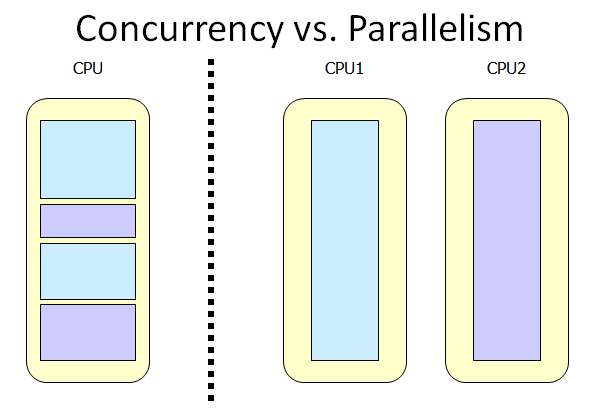 Concurrency vs. Parallelism
CPU
CPU1
CPU2